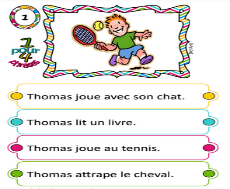 1
1
pour
4
Thomas joue avec son chat.
Thomas lit un livre.
Thomas joue au tennis.
Thomas attrape le cheval.